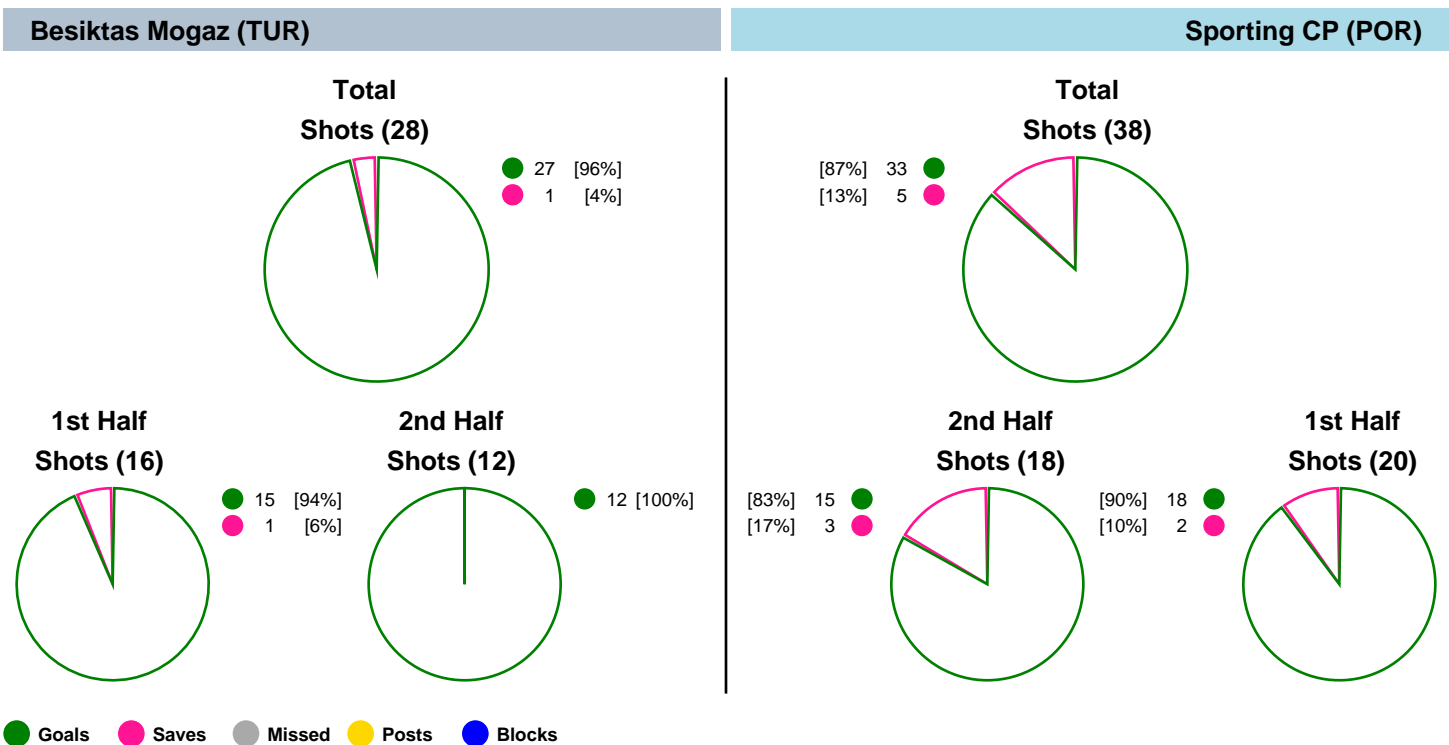 Besiktas Mogaz (TUR)
Sporting CP (POR)
Total
Shots (28)
27 [96%]
1 [4%]
1st Half
Shots (16)
15 [94%]
1 [6%]
2nd Half
Shots (12)
12 [100%]
Total
Shots (38)
[87%] 33
[13%] 5
2nd Half
Shots (18)
[83%] 15
[17%] 3
1st Half
Shots (20)
[90%] 18
[10%] 2
Goals Saves Missed Posts Blocks